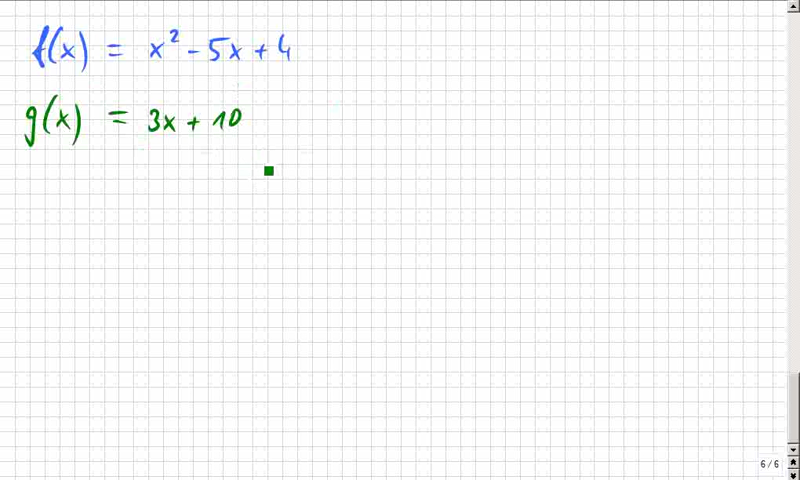 f(x) = x² - 5x + 4
g(x) = 3x + 10
6 / 6